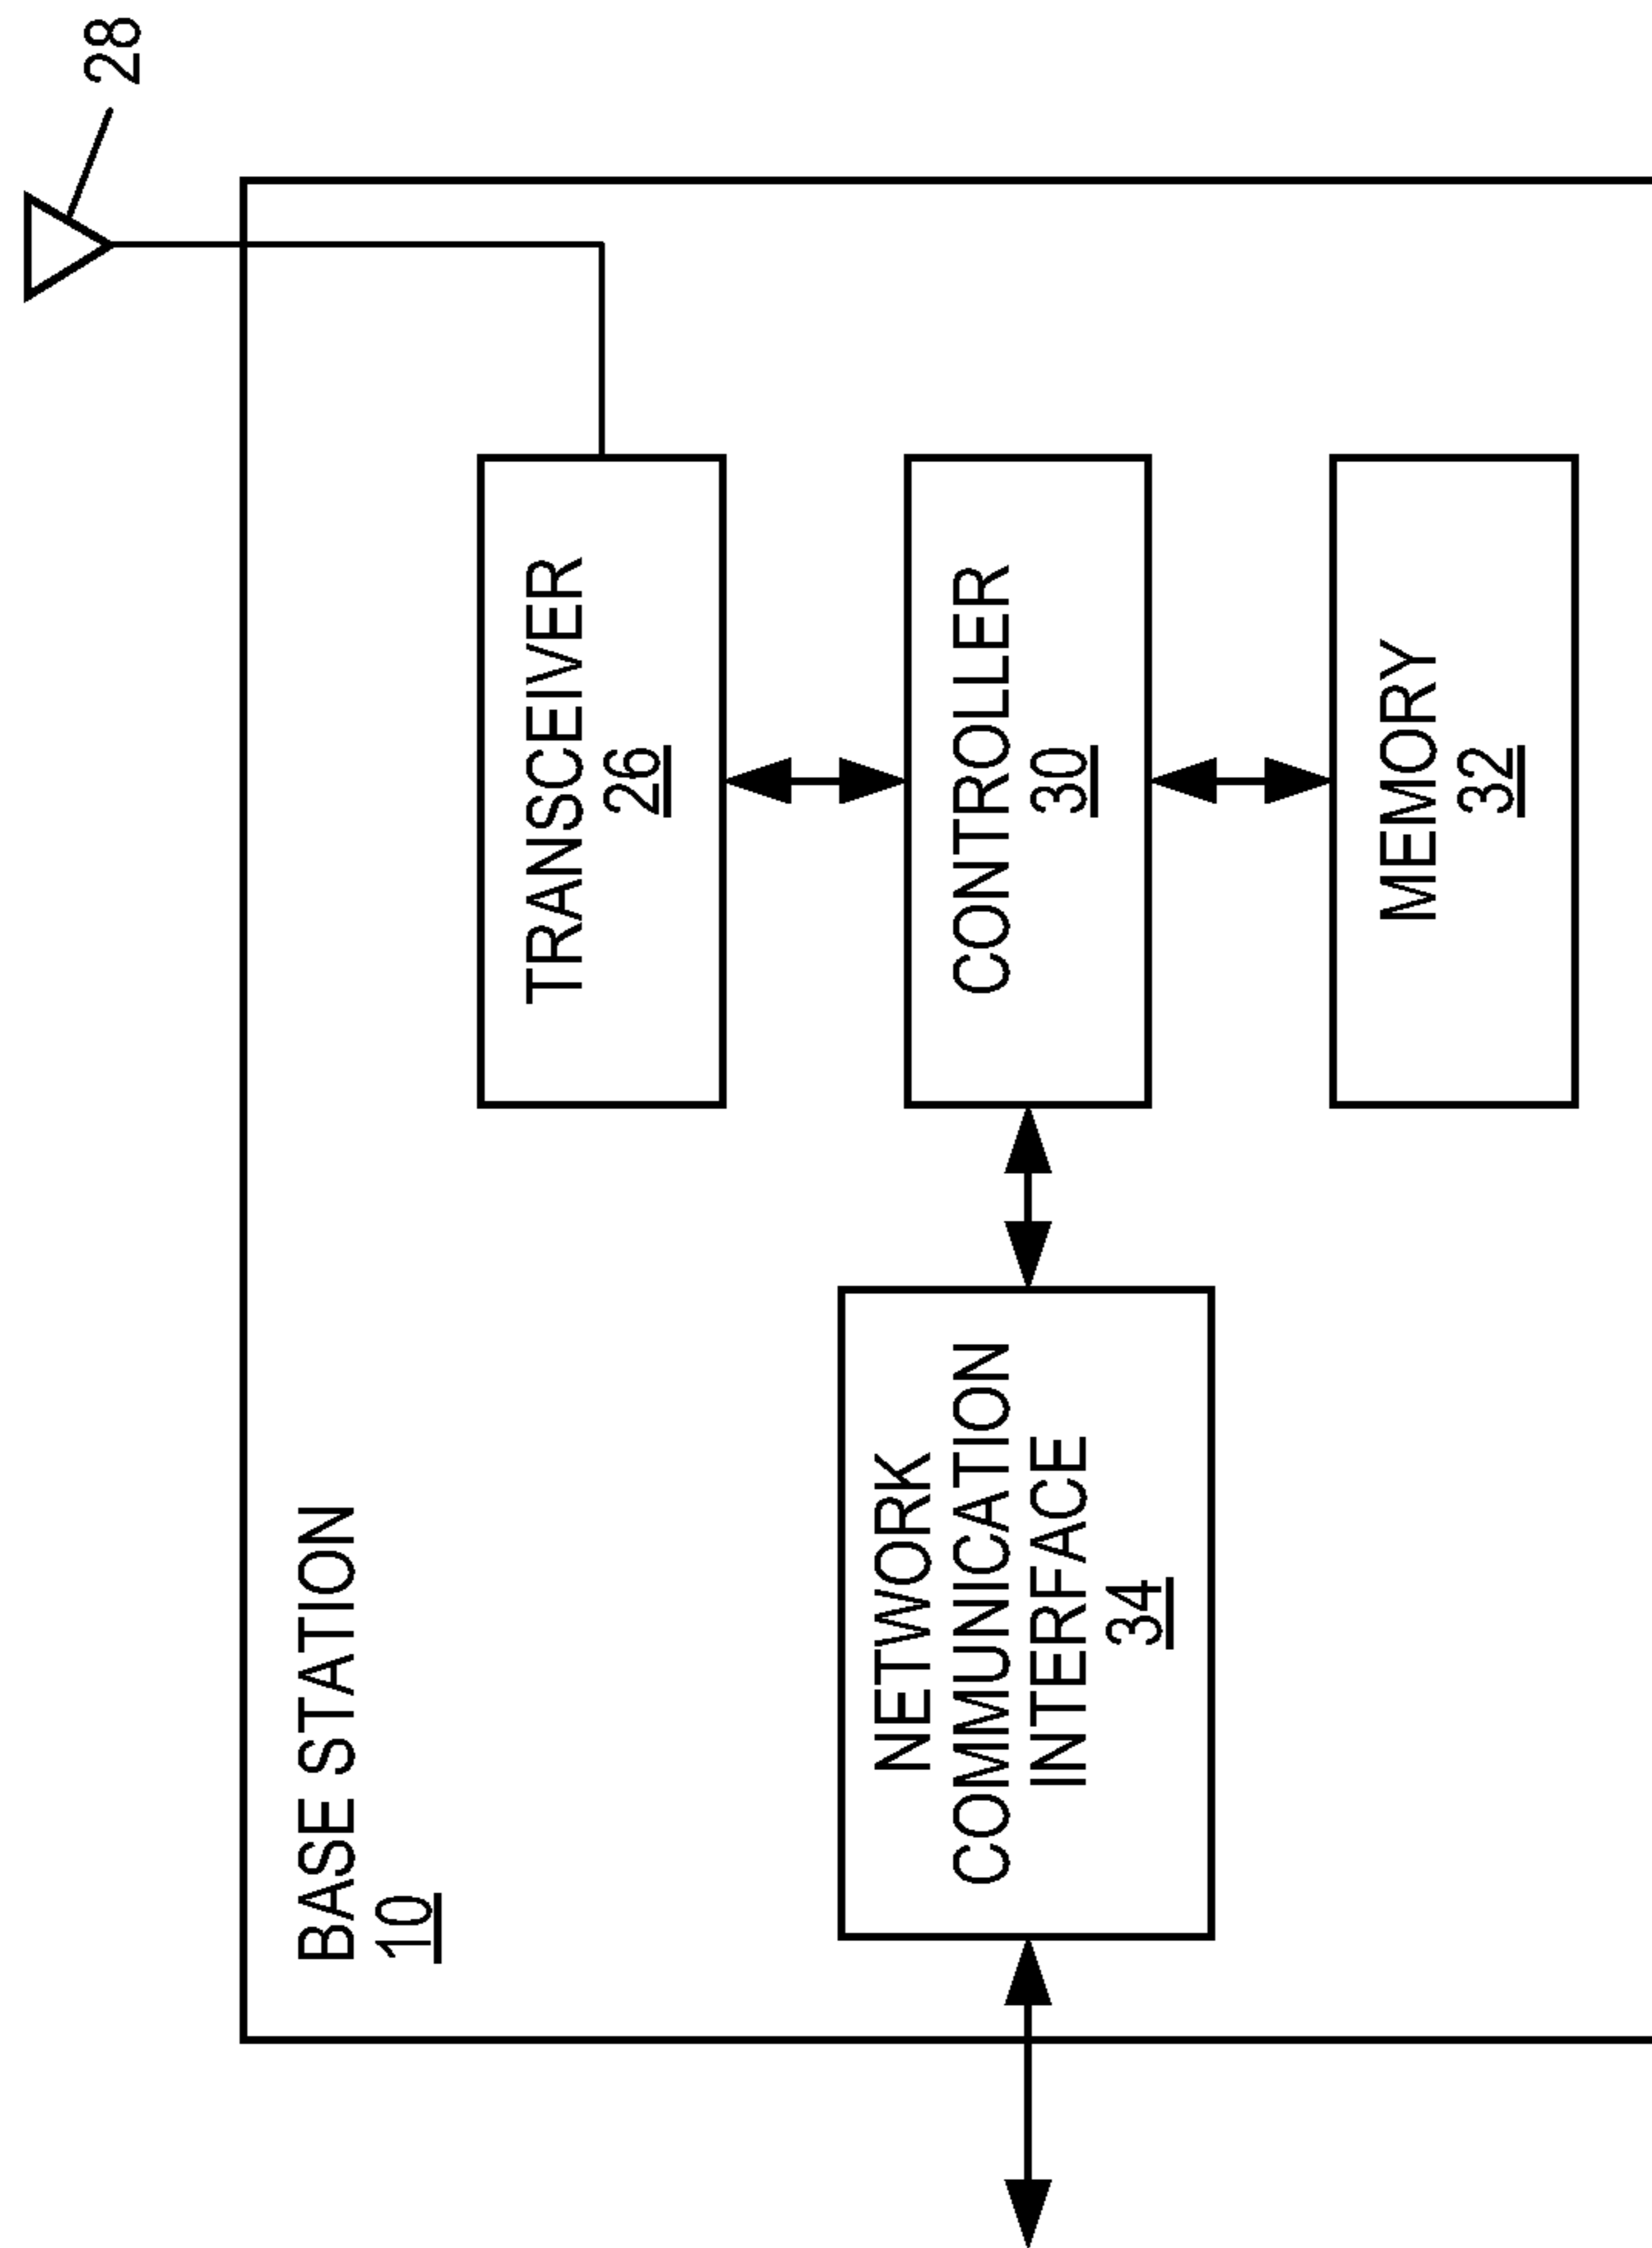 28
BASE STATION
10
TRANSCEIVER
26
NETWORK
COMMUNICATION
INTERFACE
34
CONTROLLER
30
MEMORY
32